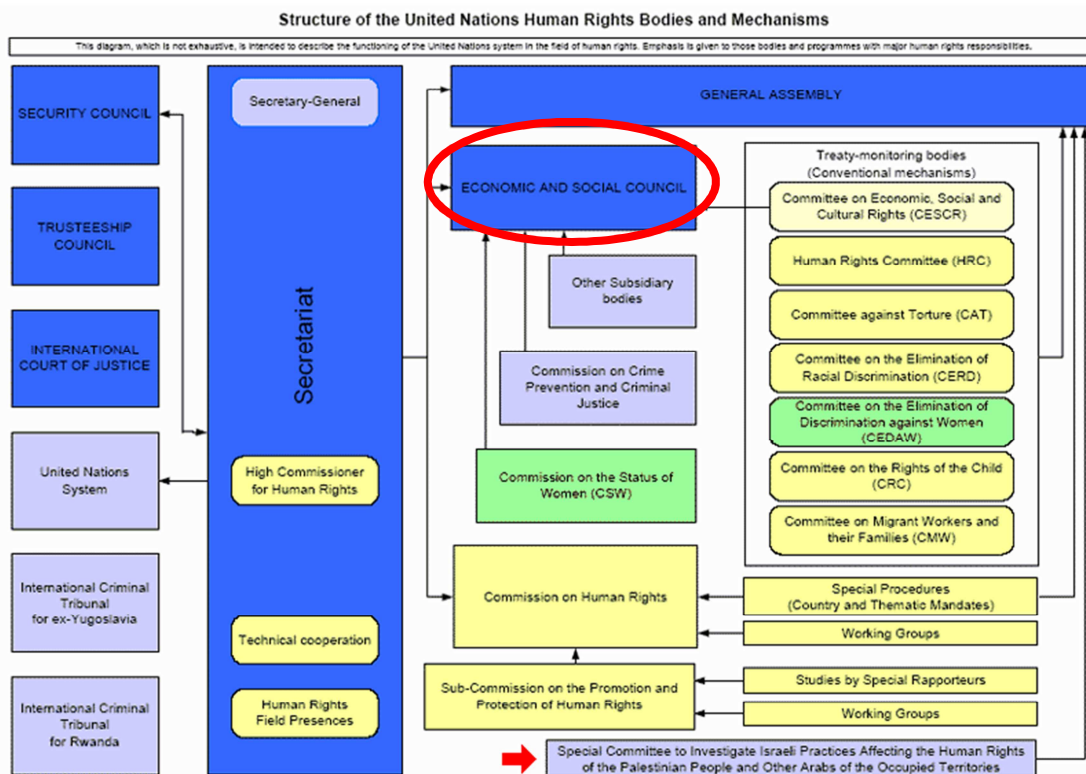 Structure of the United Nations Human Rights Bodies and Mechanisms
This diagram, which is not exhaustive, is intended to describe the functioning of the United Nations system in the field of human rights. Emphasis is given to those bodies and programmes with major human rights responsibilities.
SECURITY COUNCIL
TRUSTEESHIP
COUNCIL
INTERNATIONAL
COURT OF JUSTICE
United Nations
System
International Criminal
Tribunal
for ex-Yugoslavia
International Criminal
Tribunal
for Rwanda
Secretary-General
Secretariat
High Commissioner
for Human Rights
Technical cooperation
Human Rights
Field Presences
GENERAL ASSEMBLY
ECONOMIC AND SOCIAL COUNCIL
Other Subsidiary
bodies
Commission on Crime
Prevention and Criminal
Justice
Commission on the Status of
Women (CSW)
Commission on Human Rights
Sub-Commission on the Promotion and
Protection of Human Rights
Treaty-monitoring bodies
(Conventional mechanisms)
Committee on Economic, Social and
Cultural Rights (CESCR)
Human Rights Committee (HRC)
Committee against Torture (CAT)
Committee on the Elimination of
Racial Discrimination (CERD)
Committee on the Elimination of
Discrimination against Women
(CEDAW)
Committee on the Rights of the Child
(CRC)
Committee on Migrant Workers and
their Families (CMW)
Special Procedures
(Country and Thematic Mandates)
Working Groups
Studies by Special Rapporteurs
Working Groups
Special Committee to Investigate Israeli Practices Affecting the Human Rights
of the Palestinian People and Other Arabs of the Occupied Territories